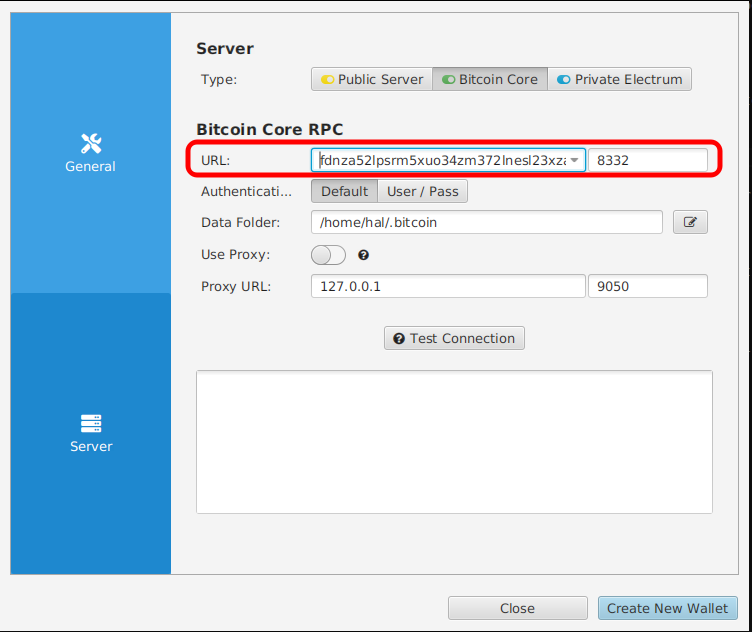 Server
Type: Public Server Bitcoin Core Private Electrum
Bitcoin Core RPC
URL: fdnza52lpsrm5xuo34zm372lnesl23xza 8332
Authenticati... Default User / Pass
Data Folder: /home/hal/.bitcoin
Use Proxy:
Proxy URL: 127.0.0.1 9050
Test Connection
General
Server
Close Create New Wallet